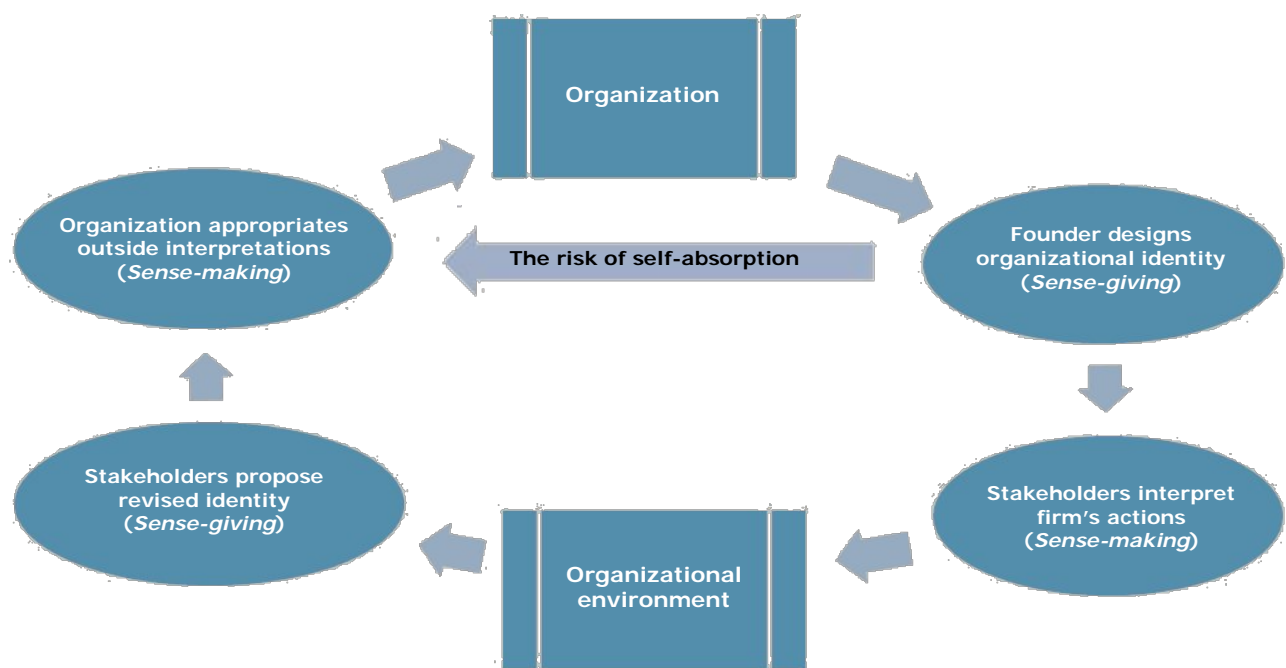 Organization
Organization appropriates
outside interpretations
(Sense-making)
The risk of self-absorption
Founder designs
organizational identity
(Sense-giving)
Stakeholders propose
revised identity
(Sense-giving)
Organizational
environment
Stakeholders interpret
firm's actions
(Sense-making)